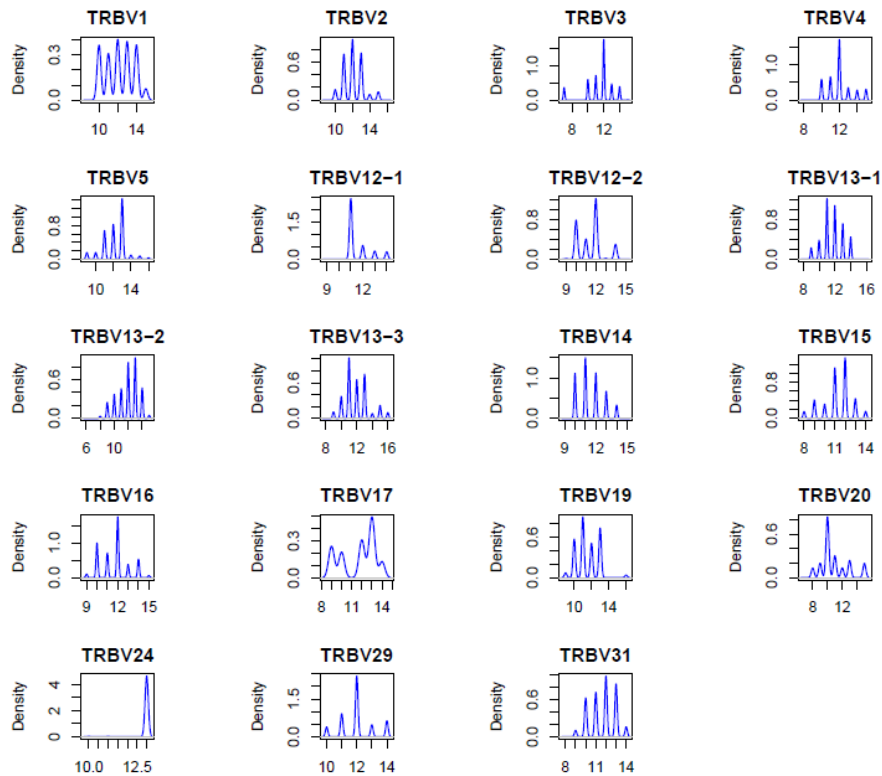 TRBV1 TRBV2 TRBV3 TRBV4
Density 0.0 0.3 Density 0.0 0.6 Density 0.0 1.0 Density 0.0 1.0
10 14 10 14 8 12 8 12
TRBV5 TRBV12-1 TRBV12-2 TRBV13-1
Density 0.0 0.8 Density 0.0 1.5 Density 0.0 0.8 Density 0.0 0.8
10 14 9 12 9 12 15 8 12 16
TRBV13-2 TRBV13-3 TRBV14 TRBV15
Density 0.0 0.6 Density 0.0 0.6 Density 0.0 1.0 Density 0.0 0.8
6 10 8 12 16 9 12 15 8 11 14
TRBV16 TRBV17 TRBV19 TRBV20
Density 0.0 1.0 Density 0.0 0.3 Density 0.0 0.6 Density 0.0 0.6
9 12 15 8 11 14 10 14 8 12
TRBV24 TRBV29 TRBV31
Density 0 2 4 Density 0.0 1.5 Density 0.0 0.6
10.0 12.5 10 12 14 8 11 14